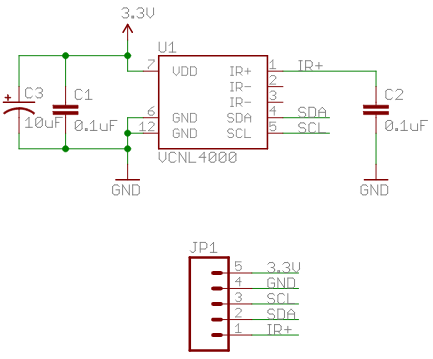 3.3V
U1
7 VDD IR+ 1 IR+
IR- 2
C3 C1 IR- 3 C2
6 GND SDA 4 SDA
10uF 0.1uF 12 GND SCL 5 SCL 0.1uF
VCNL4000
GND GND
JP1
5 3.3V
4 GND
3 SCL
2 SDA
1 IR+